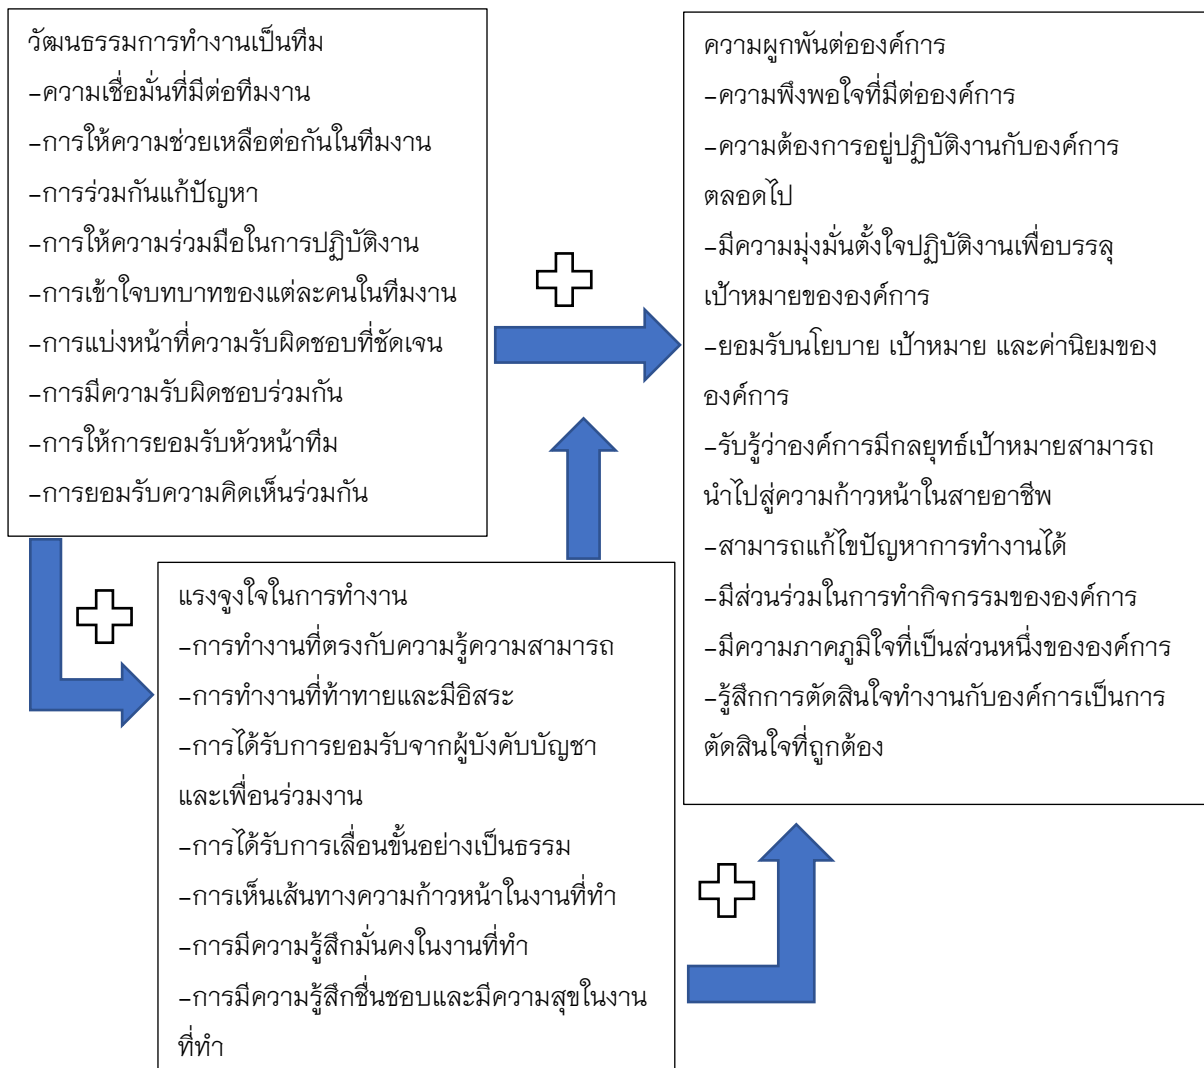 วัฒนธรรมการทำงานเป็นทีม
-ความเชื่อมั่นที่มีต่อทีมงาน
-การให้ความช่วยเหลือต่อกันในทีมงาน
-การร่วมกันแก้ปัญหา
-การให้ความร่วมมือในการปฏิบัติงาน
-การเข้าใจบทบาทของแต่ละคนในทีมงาน
-การแบ่งหน้าที่ความรับผิดชอบที่ชัดเจน
-การมีความรับผิดชอบร่วมกัน
-การให้การยอมรับหัวหน้าทีม
-การยอมรับความคิดเห็นร่วมกัน
ความผูกพันต่อองค์การ
-ความพึงพอใจที่มีต่อองค์การ
-ความต้องการอยู่ปฏิบัติงานกับองค์การ
ตลอดไป
-มีความมุ่งมั่นตั้งใจปฏิบัติงานเพื่อบรรลุ
เป้าหมายขององค์การ
-ยอมรับนโยบาย เป้าหมาย และค่านิยมของ
องค์การ
-รับรู้ว่าองค์การมีกลยุทธ์เป้าหมายสามารถ
นำไปสู่ความก้าวหน้าในสายอาชีพ
-สามารถแก้ไขปัญหาการทำงานได้
-มีส่วนร่วมในการทำกิจกรรมขององค์การ
-มีความภาคภูมิใจที่เป็นส่วนหนึ่งขององค์การ
-รู้สึกการตัดสินใจทำงานกับองค์การเป็นการ
ตัดสินใจที่ถูกต้อง
แรงจูงใจในการทำงาน
-การทำงานที่ตรงกับความรู้ความสามารถ
-การทำงานที่ท้าทายและมีอิสระ
-การได้รับการยอมรับจากผู้บังคับบัญชา
และเพื่อนร่วมงาน
-การได้รับการเลื่อนขั้นอย่างเป็นธรรม
-การเห็นเส้นทางความก้าวหน้าในงานที่ทำ
-การมีความรู้สึกมั่นคงในงานที่ทำ
-การมีความรู้สึกชื่นชอบและมีความสุขในงาน
ที่ทำ